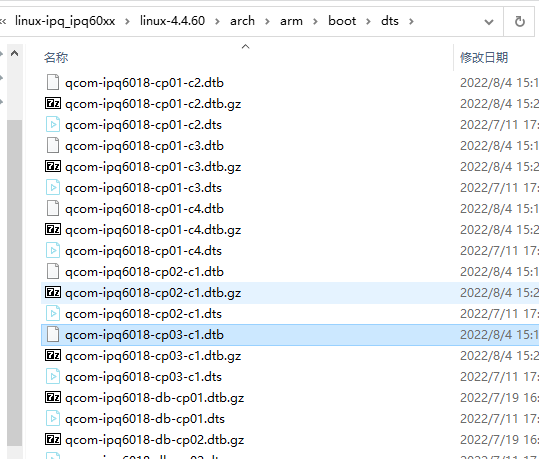 « linux-ipq_ipq60xx › linux-4.4.60 › arch › arm › boot › dts ›
名称 修改日期
qcom-ipq6018-cp01-c2.dtb 2022/8/4 15:1
qcom-ipq6018-cp01-c2.dtb.gz 2022/8/4 15:2
qcom-ipq6018-cp01-c2.dts 2022/7/11 17:
qcom-ipq6018-cp01-c3.dtb 2022/8/4 15:1
qcom-ipq6018-cp01-c3.dtb.gz 2022/8/4 15:2
qcom-ipq6018-cp01-c3.dts 2022/7/11 17:
qcom-ipq6018-cp01-c4.dtb 2022/8/4 15:1
qcom-ipq6018-cp01-c4.dtb.gz 2022/8/4 15:2
qcom-ipq6018-cp01-c4.dts 2022/7/11 17:
qcom-ipq6018-cp02-c1.dtb 2022/8/4 15:1
qcom-ipq6018-cp02-c1.dtb.gz 2022/8/4 15:2
qcom-ipq6018-cp02-c1.dts 2022/7/11 17:
qcom-ipq6018-cp03-c1.dtb 2022/8/4 15:1
qcom-ipq6018-cp03-c1.dtb.gz 2022/8/4 15:2
qcom-ipq6018-cp03-c1.dts 2022/7/11 17:
qcom-ipq6018-db-cp01.dtb.gz 2022/7/19 16:
qcom-ipq6018-db-cp01.dts 2022/7/11 17:
qcom-ipq6018-db-cp02.dtb.gz 2022/7/19 16: